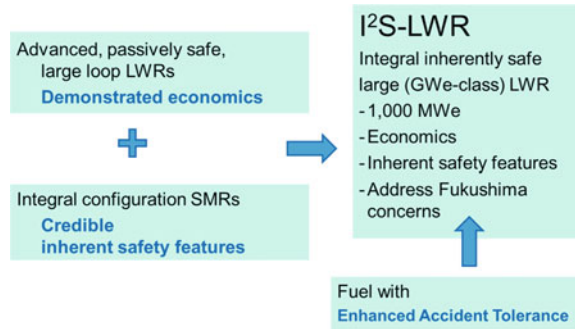 Advanced, passively safe,
large loop LWRs
Demonstrated economics
Integral configuration SMRs
Credible
inherent safety features
I²S-LWR
Integral inherently safe
large (GWe-class) LWR
- 1,000 MWe
- Economics
- Inherent safety features
- Address Fukushima
concerns
Fuel with
Enhanced Accident Tolerance